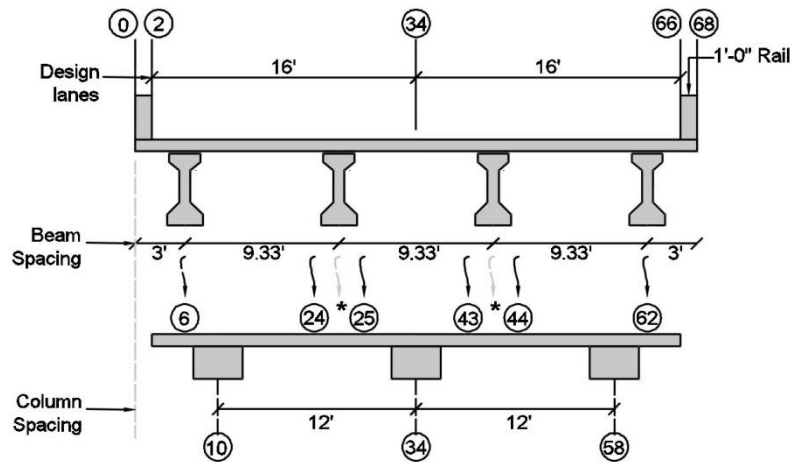 0 2 34 66 68
Design lanes 16' 16' 1'-0" Rail
Beam Spacing 3' 9.33' 9.33' 9.33' 3'
6 24 * 25 43 * 44 62
Column Spacing 12' 12'
10 34 58